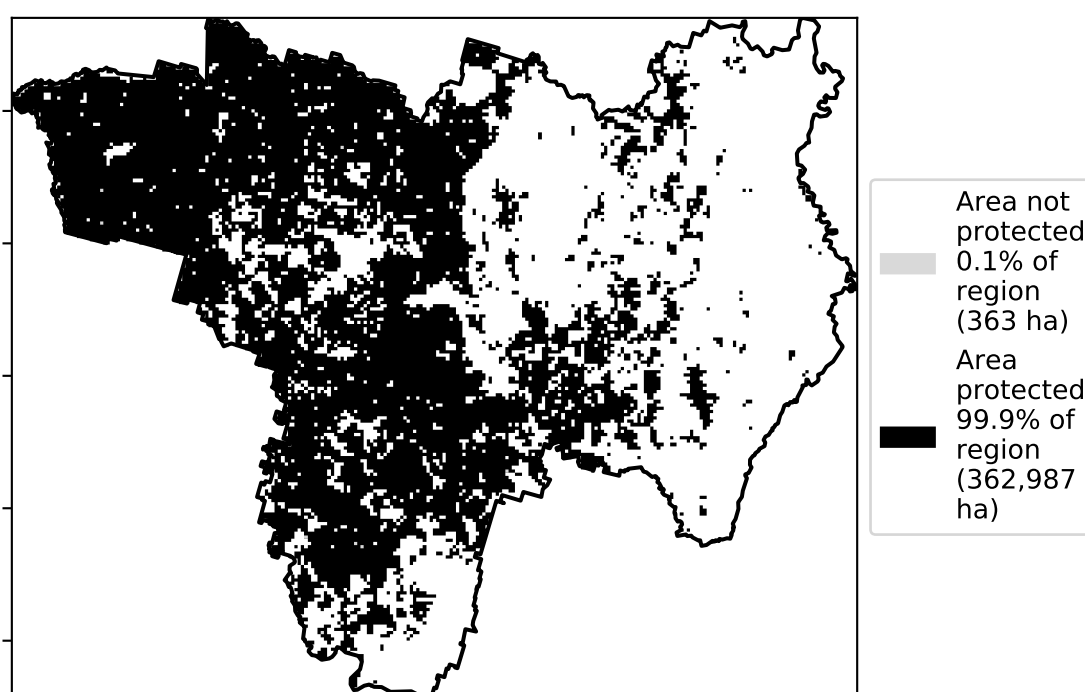 Area not
protected
0.1% of
region
(363 ha)
Area
protected
99.9% of
region
(362,987
ha)